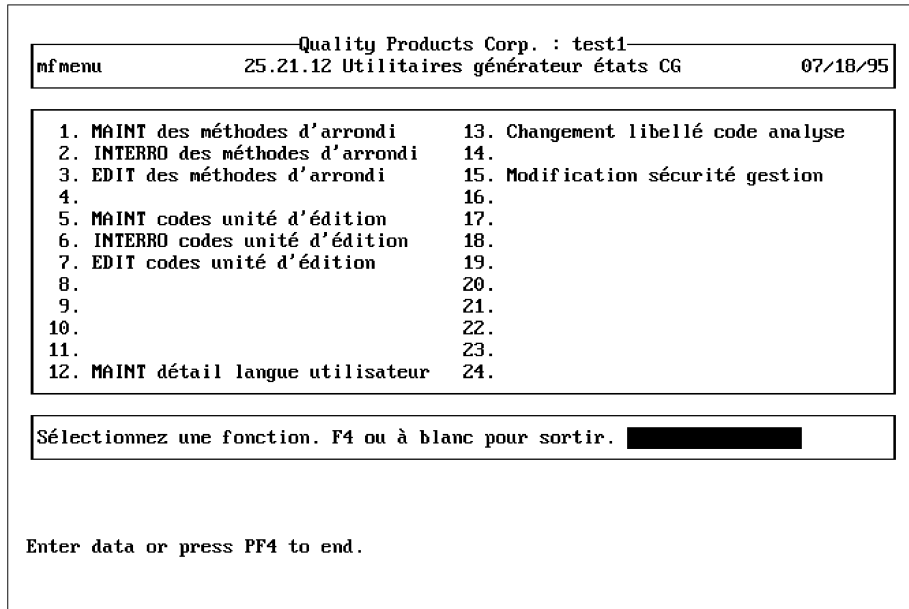 Quality Products Corp. : test1
mfmenu 25.21.12 Utilitaires générateur états CG 07/18/95
1. MAINT des méthodes d'arrondi 13. Changement libellé code analyse
2. INTERRO des méthodes d'arrondi 14.
3. EDIT des méthodes d'arrondi 15. Modification sécurité gestion
4. 16.
5. MAINT codes unité d'édition 17.
6. INTERRO codes unité d'édition 18.
7. EDIT codes unité d'édition 19.
8. 20.
9. 21.
10. 22.
11. 23.
12. MAINT détail langue utilisateur 24.
Sélectionnez une fonction. F4 ou à blanc pour sortir.
Enter data or press PF4 to end.